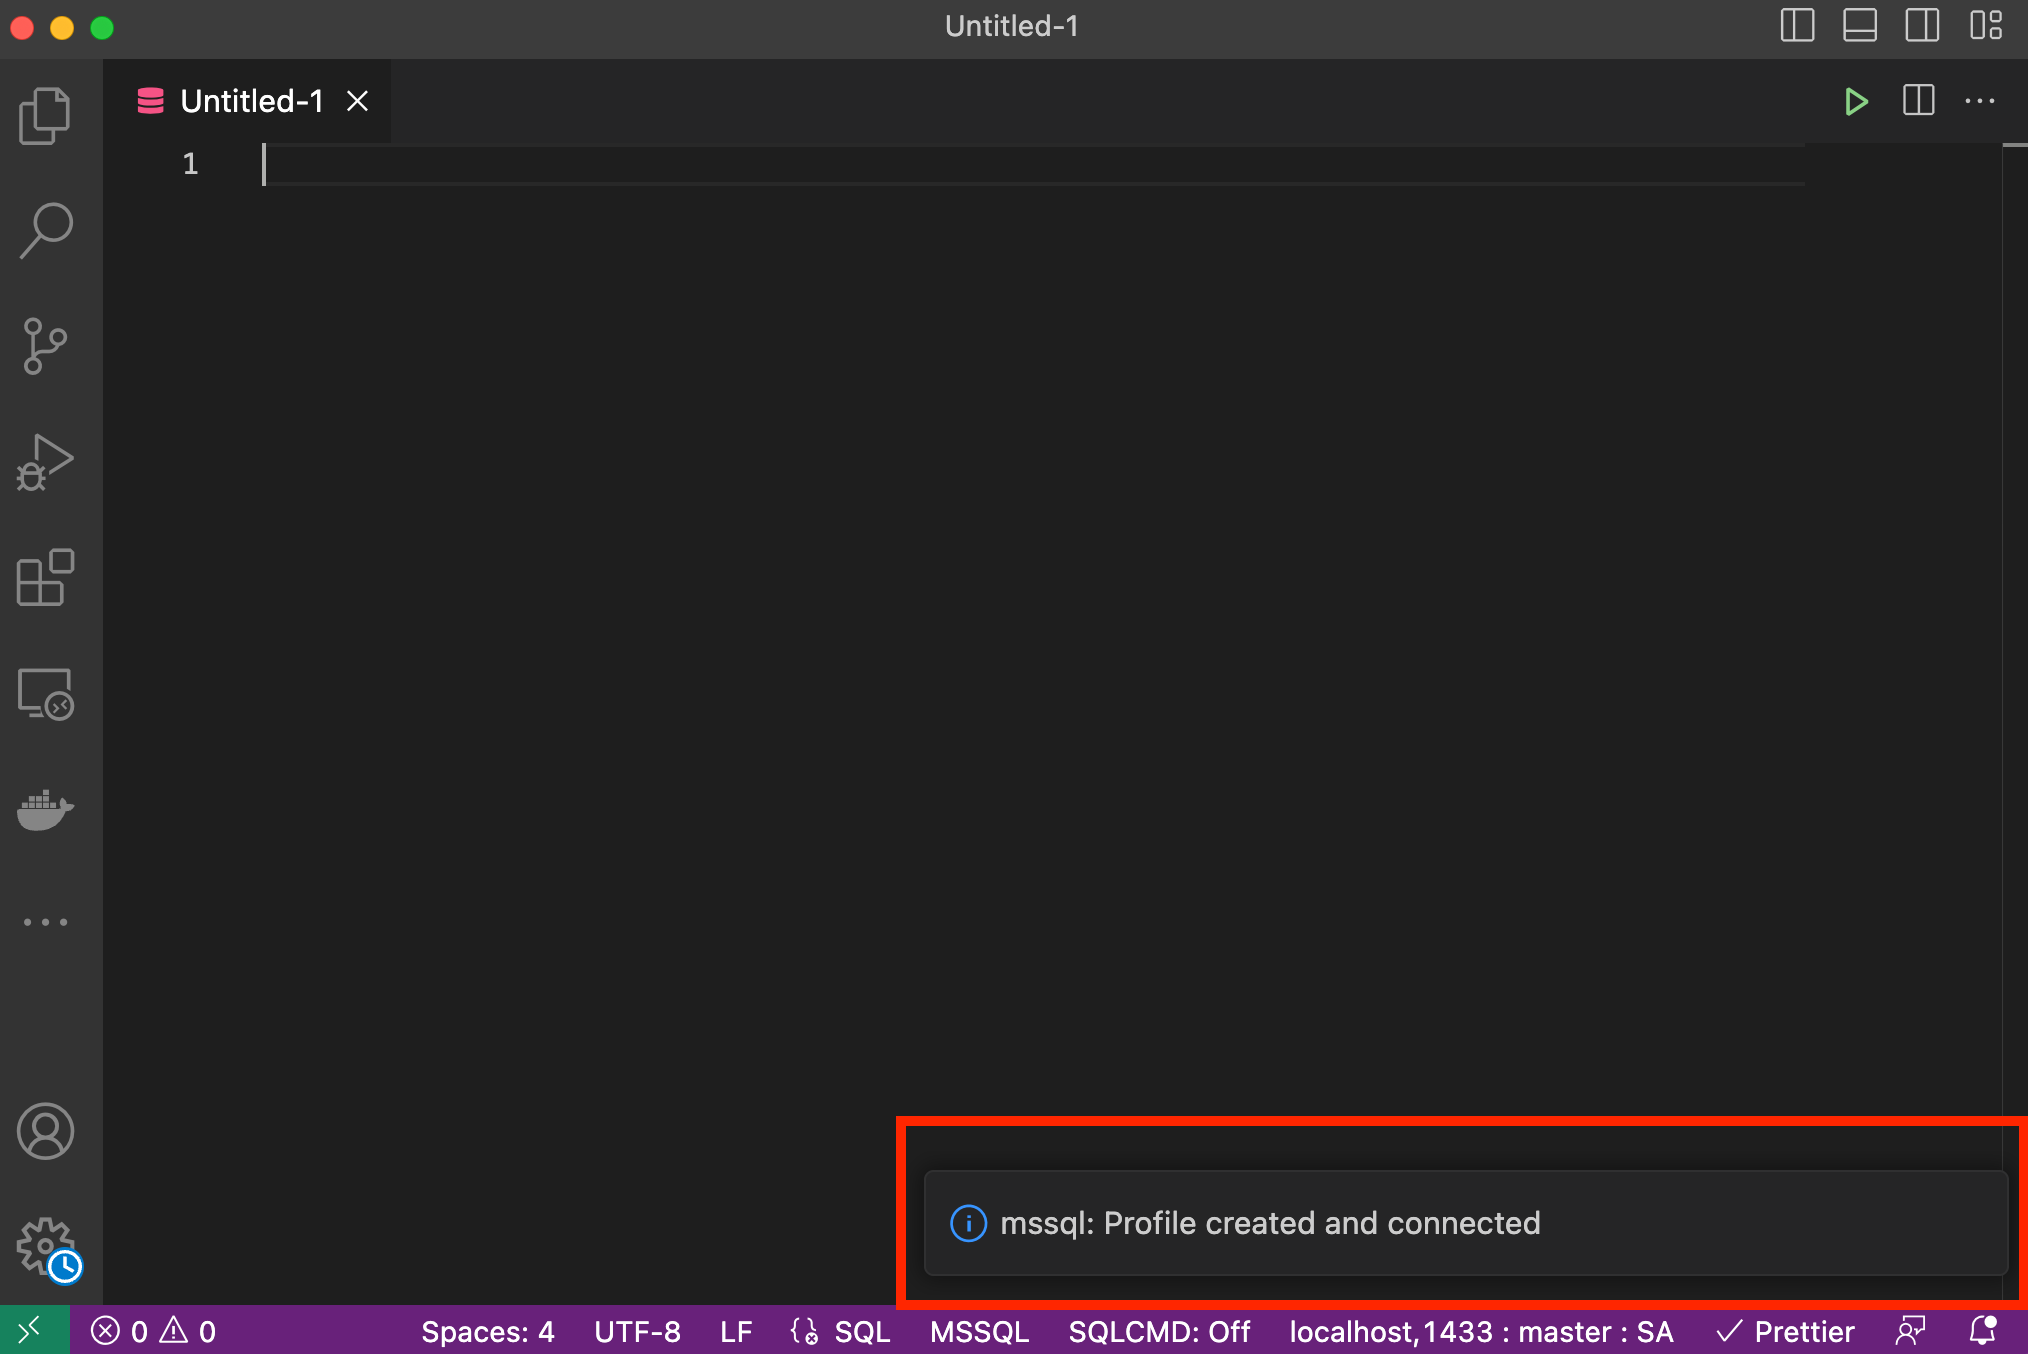 Untitled-1
Untitled-1
1
mssql: Profile created and connected
0 0 Spaces: 4 UTF-8 LF SQL MSSQL SQLCMD: Off localhost,1433 : master : SA Prettier